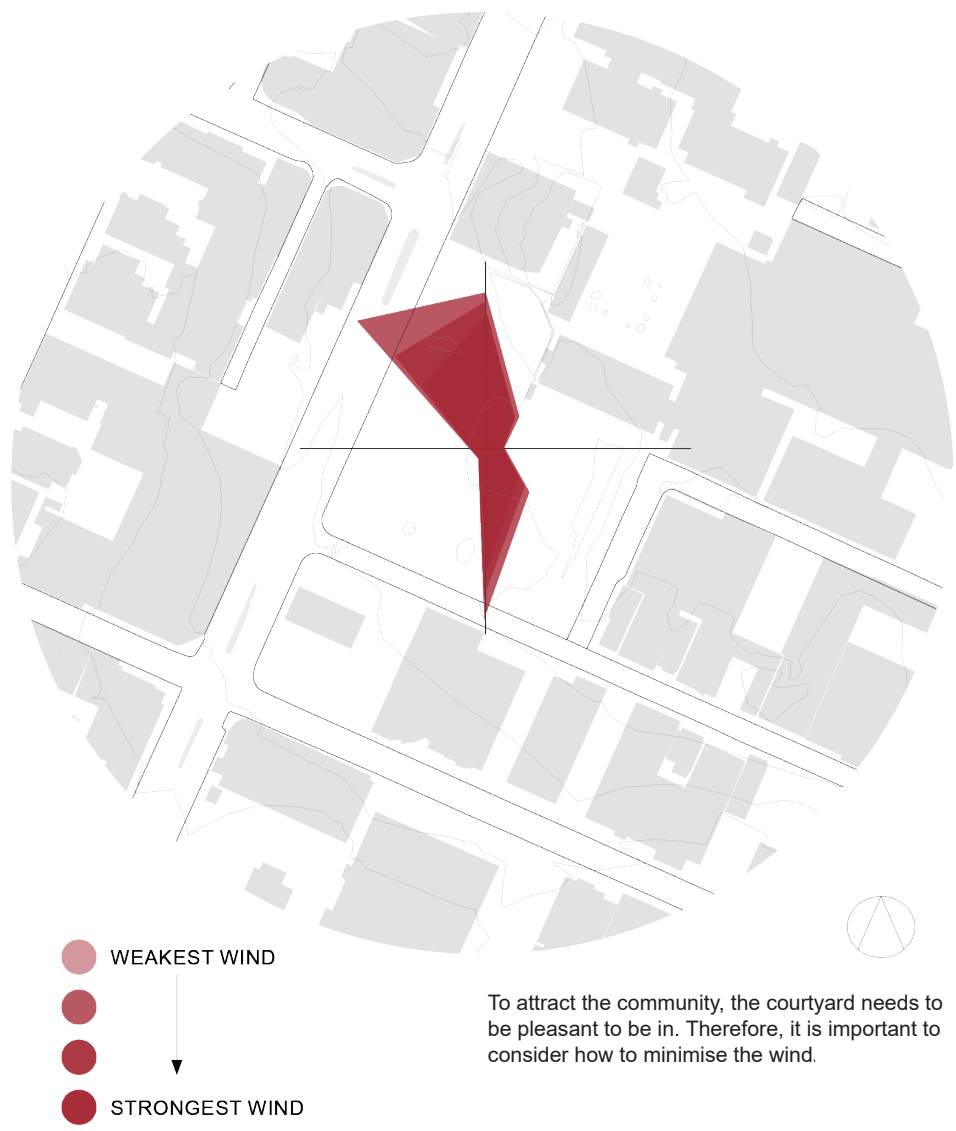 WEAKEST WIND
STRONGEST WIND
To attract the community, the courtyard needs to
be pleasant to be in. Therefore, it is important to
consider how to minimise the wind.